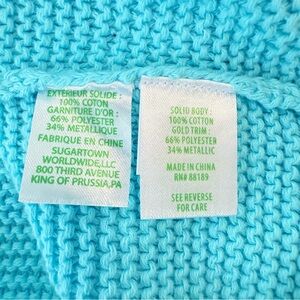 EXTERIEUR SOLIDE :
100% COTON
GARNITURE D'OR :
66% POLYESTER
34% METALLIQUE
FABRIQUE EN CHINE
SUGARTOWN
WORLDWIDE,LLC
800 THIRD AVENUE
KING OF PRUSSIA,PA
SOLID BODY :
100% COTTON
GOLD TRIM :
66% POLYESTER
34% METALLIC
MADE IN CHINA
RN# 88189
SEE REVERSE
FOR CARE